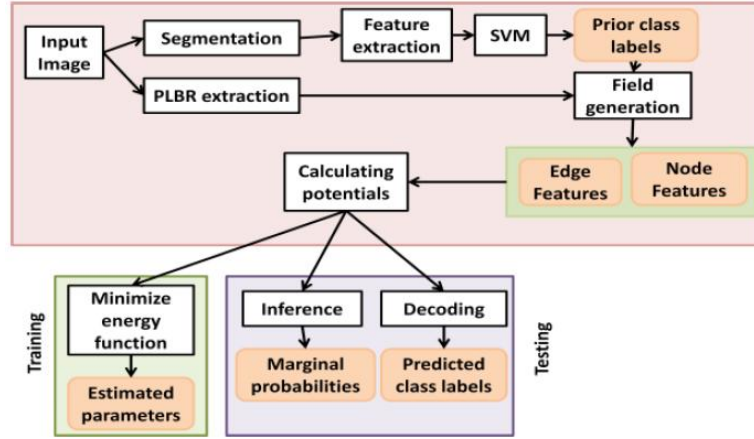 Input
Image
Segmentation
Feature
extraction
SVM
Prior class
labels
PLBR extraction
Field
generation
Calculating
potentials
Edge
Features
Node
Features
Training
Minimize
energy
function
Estimated
parameters
Inference
Marginal
probabilities
Decoding
Predicted
class labels
Testing